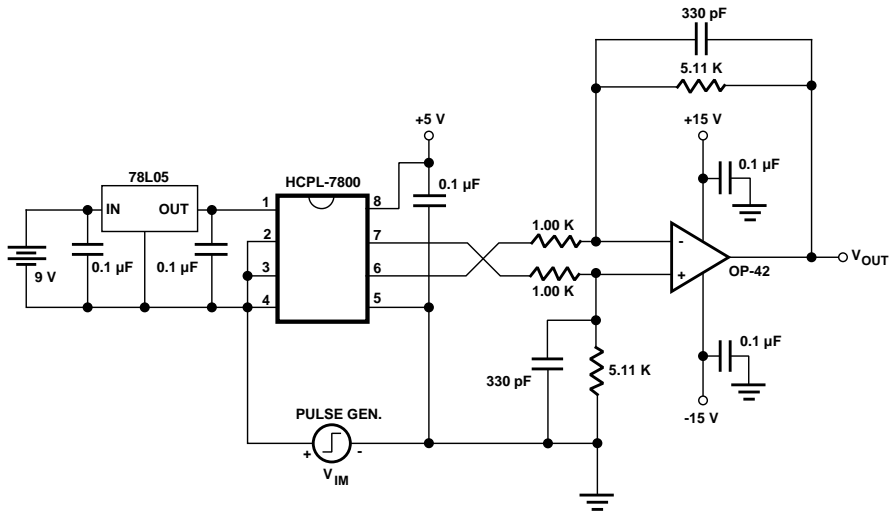 330 pF
5.11 K
+5 V
+15 V
78L05
HCPL-7800
0.1 µF
0.1 µF
IN
OUT
1
2
3
4
8
7
6
5
1.00 K
1.00 K
-
+
OP-42
V_OUT
9 V
0.1 µF
0.1 µF
0.1 µF
330 pF
5.11 K
-15 V
PULSE GEN.
+
-
V_IM